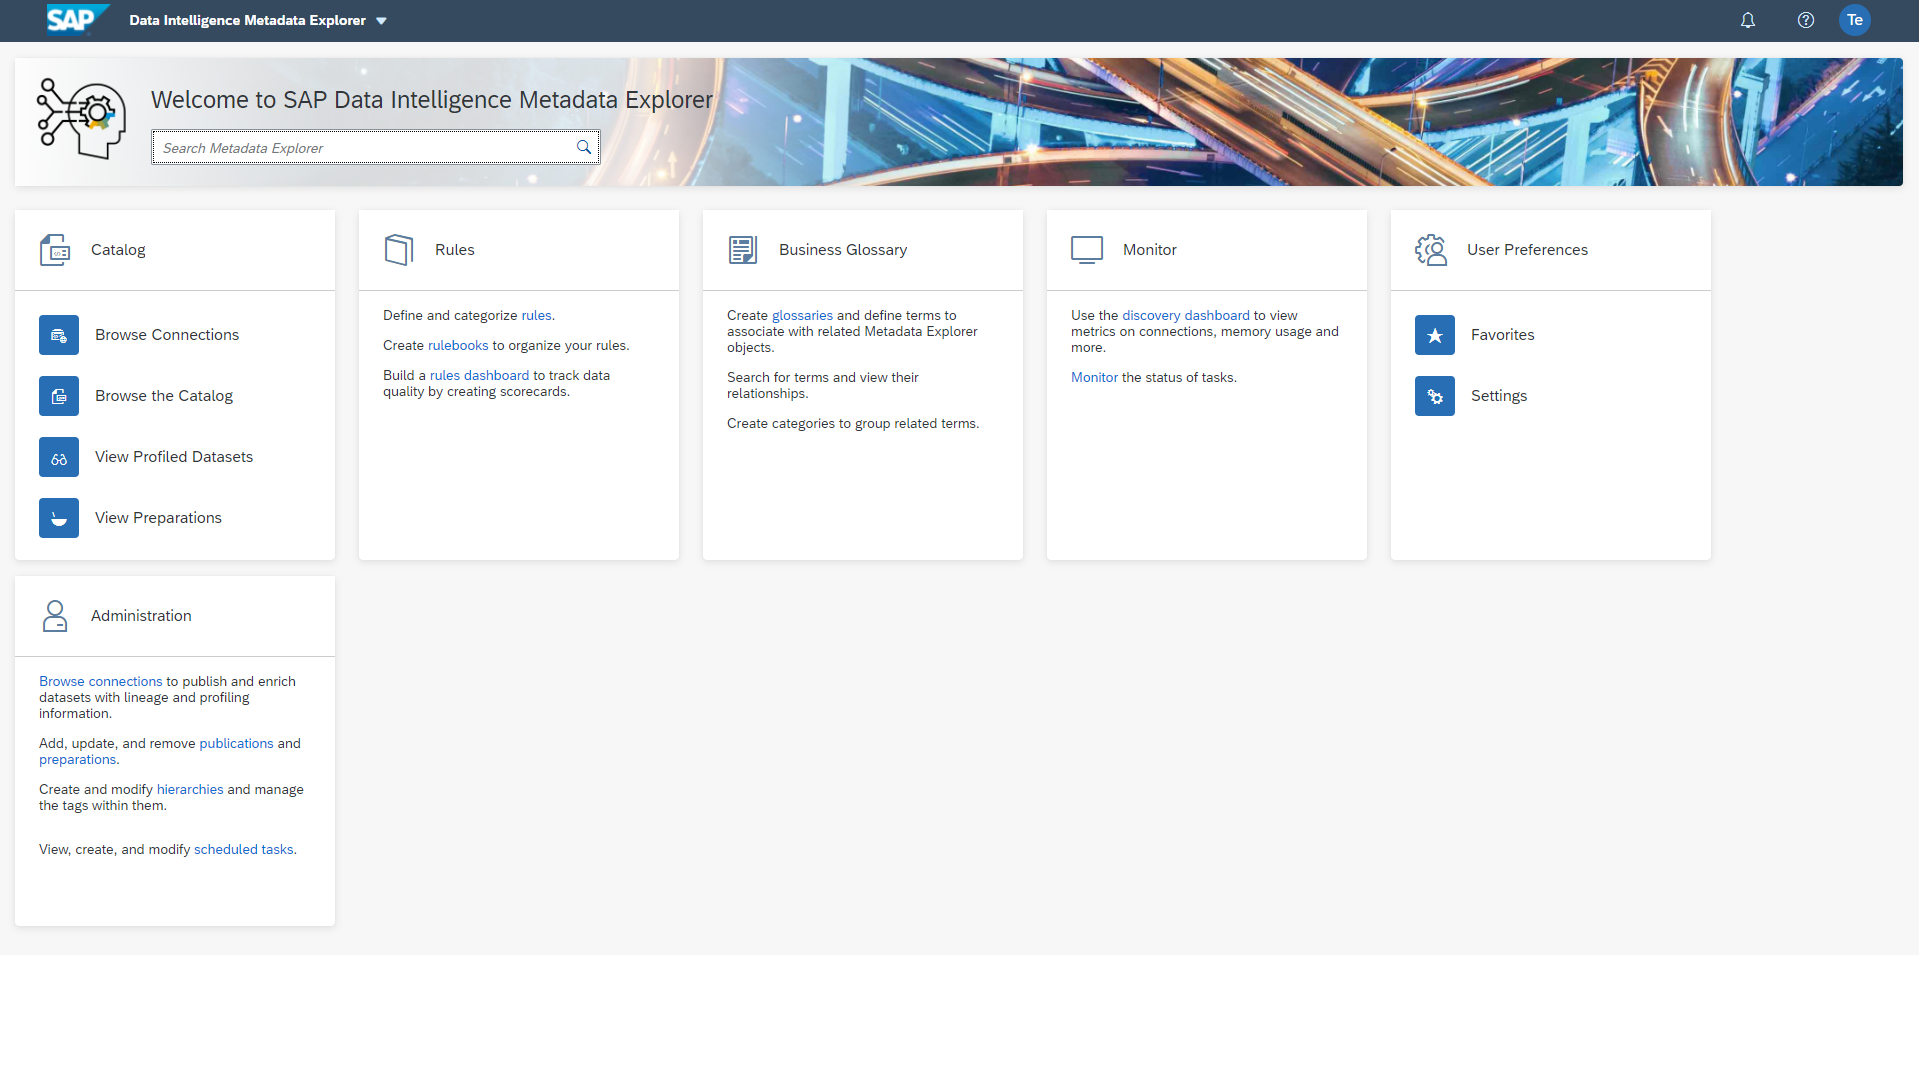 SAP Data Intelligence Metadata Explorer Te
Welcome to SAP Data Intelligence Metadata Explorer
Search Metadata Explorer
Catalog
Browse Connections
Browse the Catalog
View Profiled Datasets
View Preparations
Rules
Define and categorize rules.
Create rulebooks to organize your rules.
Build a rules dashboard to track data
quality by creating scorecards.
Business Glossary
Create glossaries and define terms to
associate with related Metadata Explorer
objects.
Search for terms and view their
relationships.
Create categories to group related terms.
Monitor
Use the discovery dashboard to view
metrics on connections, memory usage and
more.
Monitor the status of tasks.
User Preferences
Favorites
Settings
Administration
Browse connections to publish and enrich
datasets with lineage and profiling
information.
Add, update, and remove publications and
preparations.
Create and modify hierarchies and manage
the tags within them.
View, create, and modify scheduled tasks.